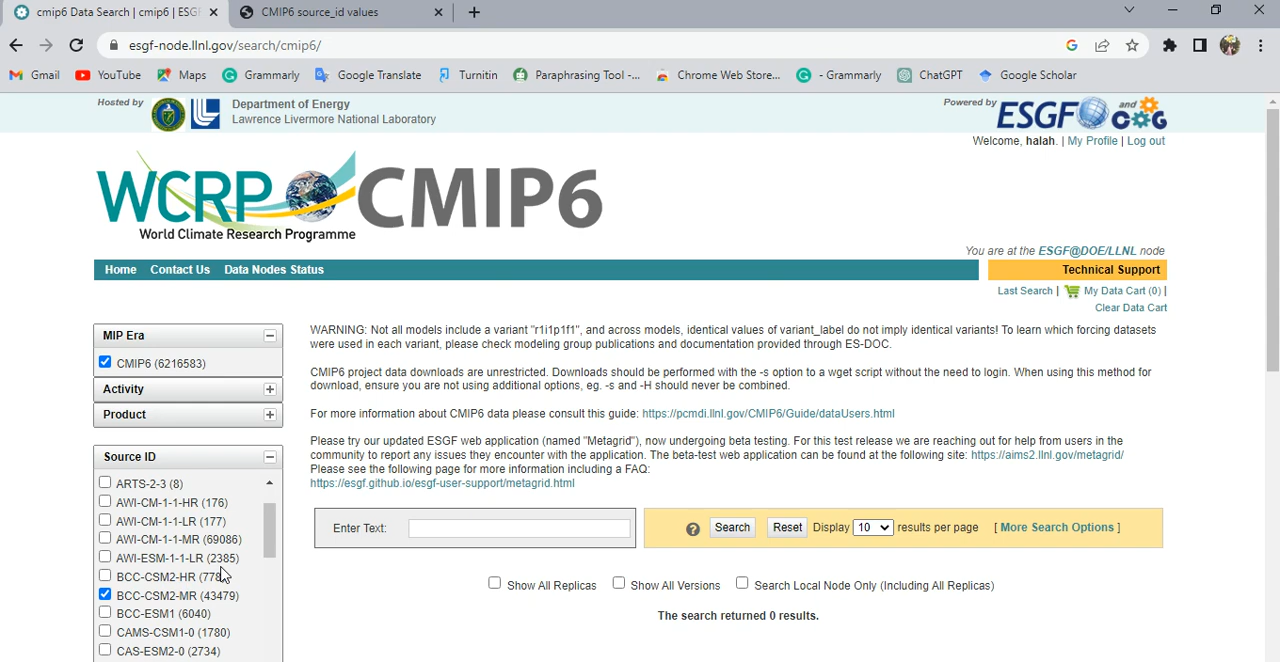 cmip6 Data Search | cmip6 | ESG
CMIP6 source_id values
esgf-node.llnl.gov/search/cmip6/
Gmail YouTube Maps Grammarly Google Translate Turnitin Paraphrasing Tool -... Chrome Web Store... - Grammarly ChatGPT Google Scholar
Hosted by
Department of Energy
Lawrence Livermore National Laboratory
Powered by ESGF and CoG
Welcome, halah. | My Profile | Log out
WCRP CMIP6
World Climate Research Programme
You are at the ESGF@DOE/LLNL node
Home Contact Us Data Nodes Status
Technical Support
Last Search | My Data Cart (0) |
Clear Data Cart
MIP Era
CMIP6 (6216583)
Activity
Product
Source ID
ARTS-2-3 (8)
AWI-CM-1-1-HR (176)
AWI-CM-1-1-LR (177)
AWI-CM-1-1-MR (69086)
AWI-ESM-1-1-LR (2385)
BCC-CSM2-HR (778
BCC-CSM2-MR (43479)
BCC-ESM1 (6040)
CAMS-CSM1-0 (1780)
CAS-ESM2-0 (2734)
WARNING: Not all models include a variant "r1i1p1f1", and across models, identical values of variant_label do not imply identical variants! To learn which forcing datasets
were used in each variant, please check modeling group publications and documentation provided through ES-DOC.
CMIP6 project data downloads are unrestricted. Downloads should be performed with the -s option to a wget script without the need to login. When using this method for
download, ensure you are not using additional options, eg. -s and -H should never be combined.
For more information about CMIP6 data please consult this guide: https://pcmdi.llnl.gov/CMIP6/Guide/dataUsers.html
Please try our updated ESGF web application (named "Metagrid"), now undergoing beta testing. For this test release we are reaching out for help from users in the
community to report any issues they encounter with the application. The beta-test web application can be found at the following site: https://aims2.llnl.gov/metagrid/
Please see the following page for more information including a FAQ:
https://esgf.github.io/esgf-user-support/metagrid.html
Enter Text:
? Search Reset Display 10 results per page [ More Search Options ]
Show All Replicas Show All Versions Search Local Node Only (Including All Replicas)
The search returned 0 results.